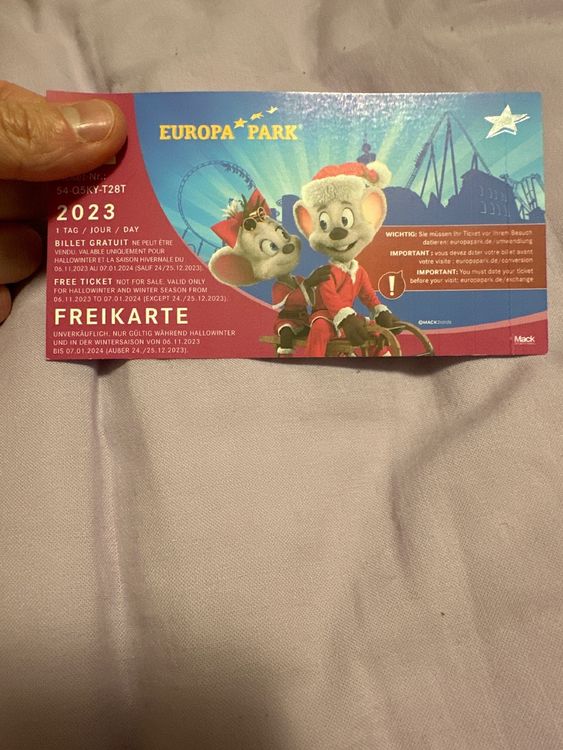 EUROPA PARK®
Nr.:
54-Q5KY-T28T
2023
1 TAG / JOUR / DAY
BILLET GRATUIT NE PEUT ÊTRE
VENDU. VALABLE UNIQUEMENT POUR
HALLOWINTER ET LA SAISON HIVERNALE DU
06.11.2023 AU 07.01.2024 (SAUF 24/25.12.2023).
FREE TICKET NOT FOR SALE. VALID ONLY
FOR HALLOWINTER AND WINTER SEASON FROM
06.11.2023 TO 07.01.2024 (EXCEPT 24./25.12.2023).
FREIKARTE
UNVERKÄUFLICH. NUR GÜLTIG WÄHREND HALLOWINTER
UND IN DER WINTERSAISON VON 06.11.2023
BIS 07.01.2024 (AUßER 24./25.12.2023).
WICHTIG: Sie müssen Ihr Ticket vor Ihrem Besuch
datieren: europapark.de/umwandlung
IMPORTANT : vous devez dater votre billet avant
votre visite : europapark.de/conversion
IMPORTANT: You must date your ticket
before your visit: europapark.de/exchange
!
©MACK
Mack